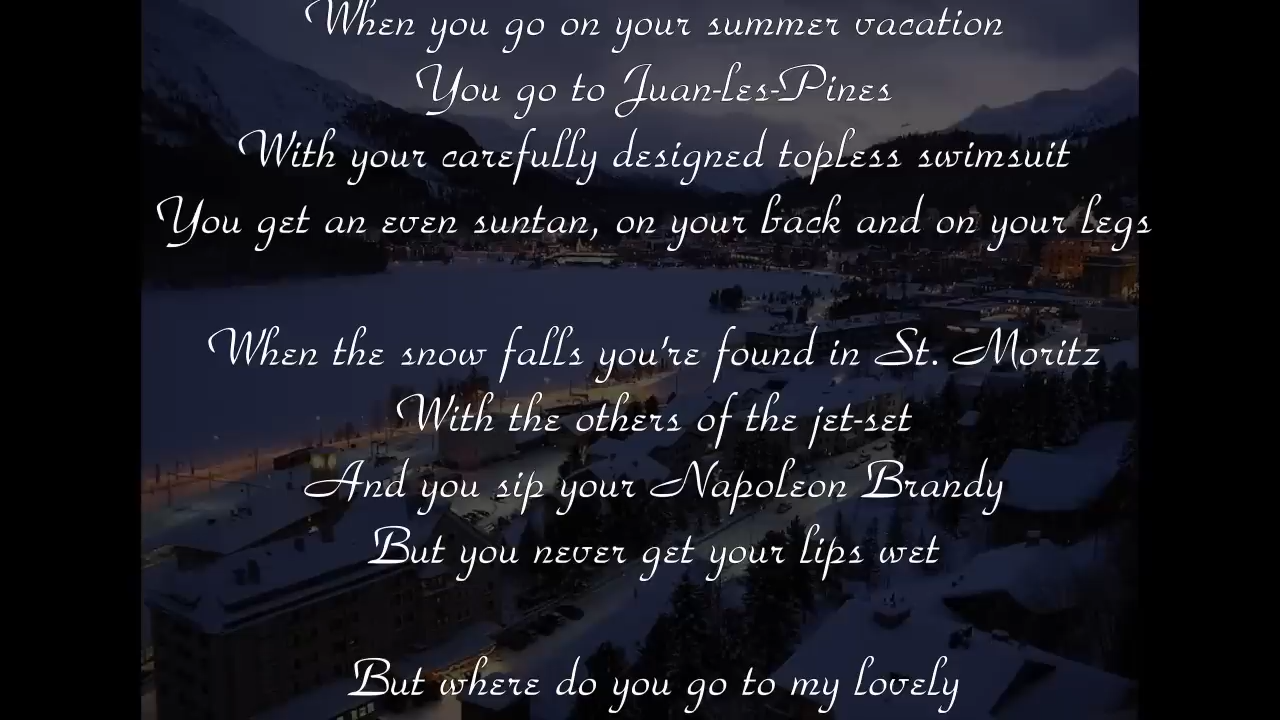 When you go on your summer vacation
You go to Juan-les-Pines
With your carefully designed topless swimsuit
You get an even suntan, on your back and on your legs
When the snow falls you're found in St. Moritz
With the others of the jet-set
And you sip your Napoleon Brandy
But you never get your lips wet
But where do you go to my lovely